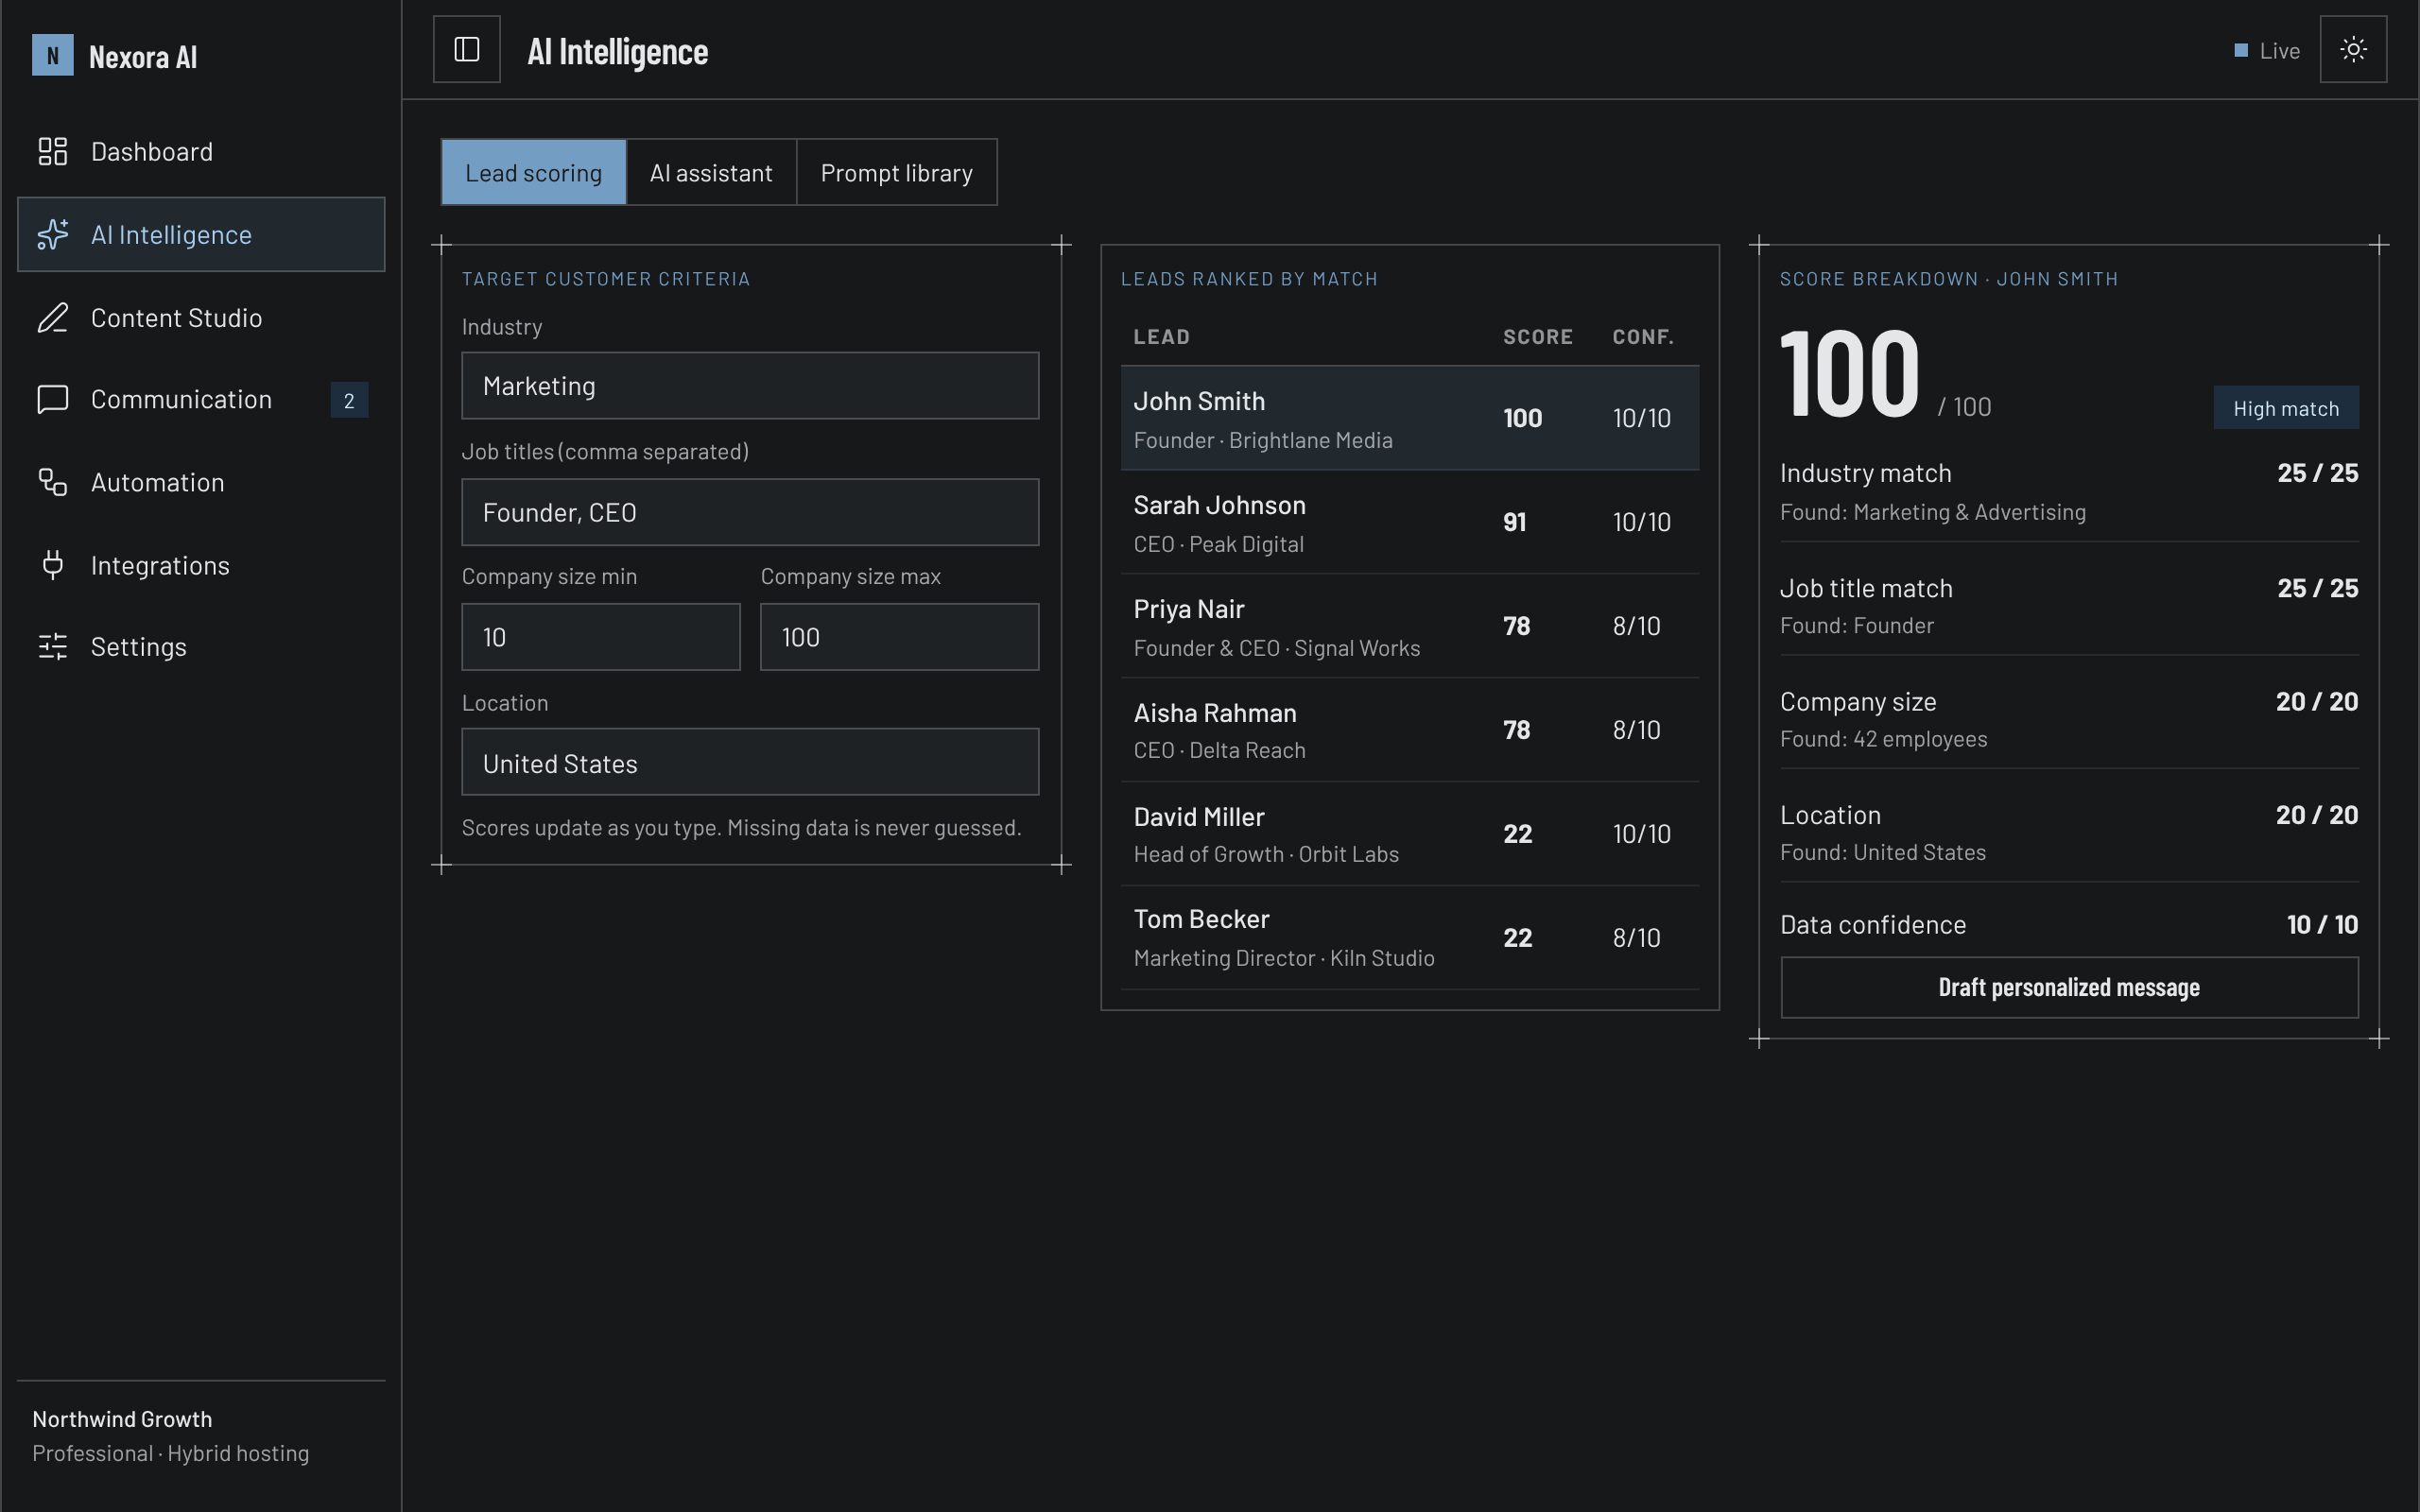 N Nexora AI
Dashboard
AI Intelligence
Content Studio
Communication 2
Automation
Integrations
Settings
Northwind Growth
Professional · Hybrid hosting
AI Intelligence
Live
Lead scoring AI assistant Prompt library
TARGET CUSTOMER CRITERIA
Industry
Marketing
Job titles (comma separated)
Founder, CEO
Company size min Company size max
10 100
Location
United States
Scores update as you type. Missing data is never guessed.
LEADS RANKED BY MATCH
LEAD SCORE CONF.
John Smith 100 10/10
Founder · Brightlane Media
Sarah Johnson 91 10/10
CEO · Peak Digital
Priya Nair 78 8/10
Founder & CEO · Signal Works
Aisha Rahman 78 8/10
CEO · Delta Reach
David Miller 22 10/10
Head of Growth · Orbit Labs
Tom Becker 22 8/10
Marketing Director · Kiln Studio
SCORE BREAKDOWN · JOHN SMITH
100 / 100 High match
Industry match 25 / 25
Found: Marketing & Advertising
Job title match 25 / 25
Found: Founder
Company size 20 / 20
Found: 42 employees
Location 20 / 20
Found: United States
Data confidence 10 / 10
Draft personalized message